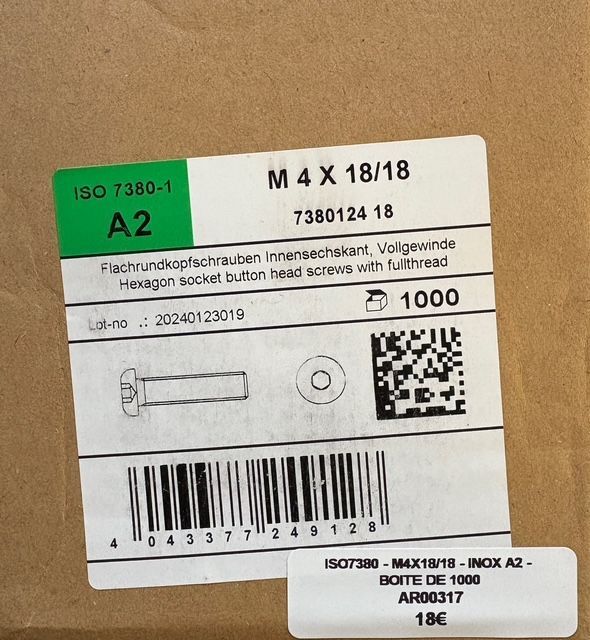 ISO 7380-1
A2
M 4 X 18/18
7380124 18
Flachrundkopfschrauben Innensechskant, Vollgewinde
Hexagon socket button head screws with fullthread
Lot-no .: 20240123019
1000
4 043377 249128
ISO7380 - M4X18/18 - INOX A2 -
BOITE DE 1000
AR00317
18€